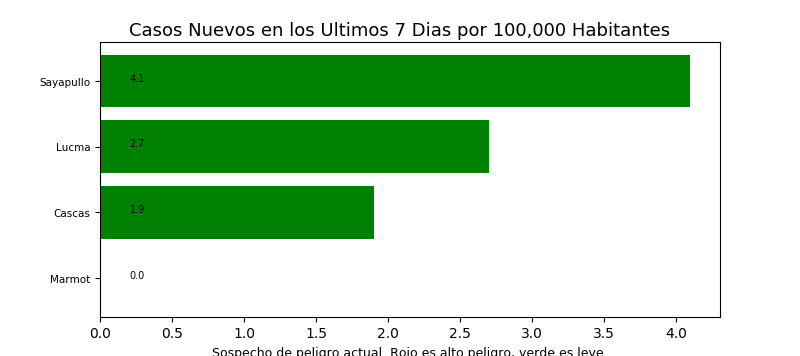 Casos Nuevos en los Ultimos 7 Dias por 100,000 Habitantes
Sayapullo 4.1
Lucma 2.7
Cascas 1.9
Marmot 0.0
0.0 0.5 1.0 1.5 2.0 2.5 3.0 3.5 4.0
Sospecho de peligro actual. Rojo es alto peligro, verde es leve